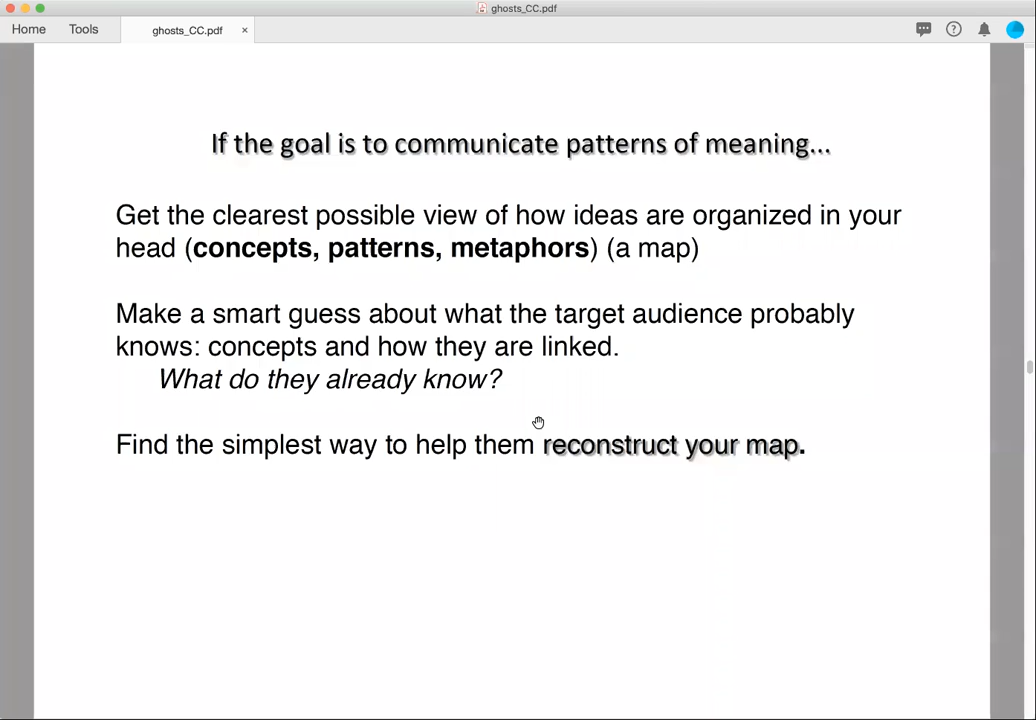 ghosts_CC.pdf
Home Tools ghosts_CC.pdf ×
If the goal is to communicate patterns of meaning...
Get the clearest possible view of how ideas are organized in your
head (concepts, patterns, metaphors) (a map)
Make a smart guess about what the target audience probably
knows: concepts and how they are linked.
What do they already know?
Find the simplest way to help them reconstruct your map.